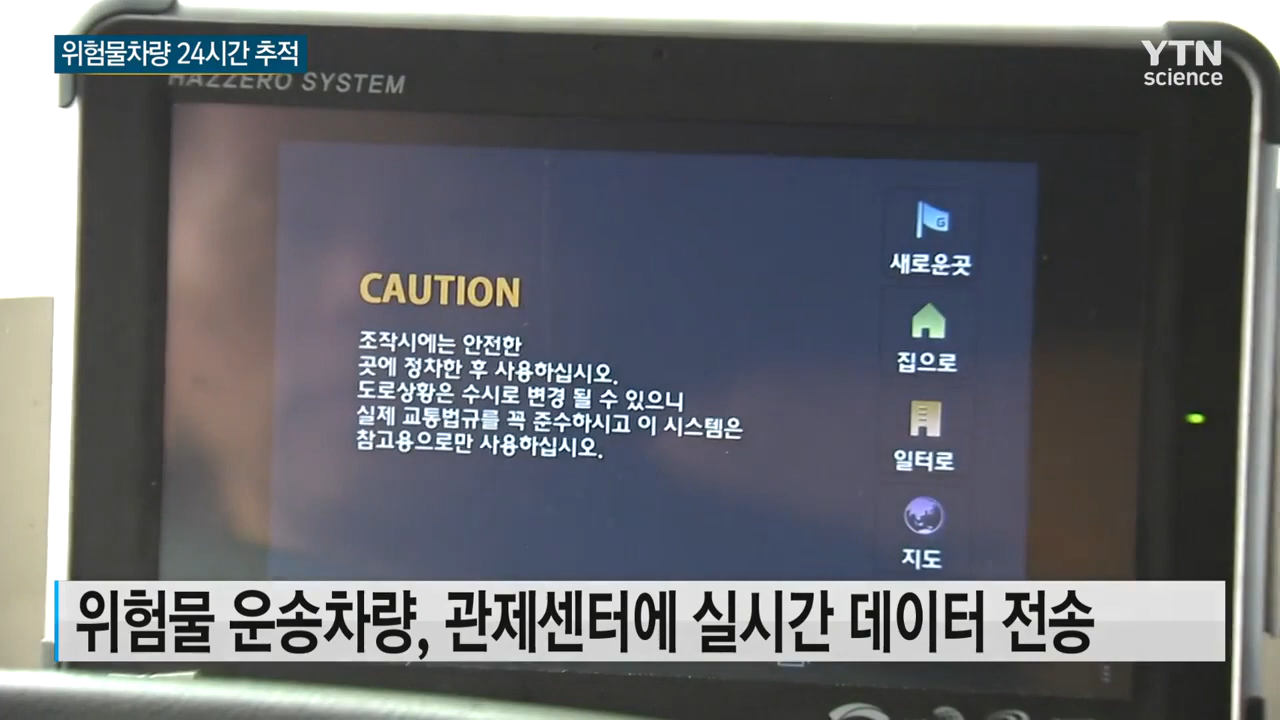 위험물차량 24시간 추적
YTN
science
HAZZERO SYSTEM
CAUTION
조작시에는 안전한
곳에 정차한 후 사용하십시오.
도로상황은 수시로 변경 될 수 있으니
실제 교통법규를 꼭 준수하시고 이 시스템은
참고용으로만 사용하십시오.
G
새로운곳
집으로
일터로
지도
위험물 운송차량, 관제센터에 실시간 데이터 전송